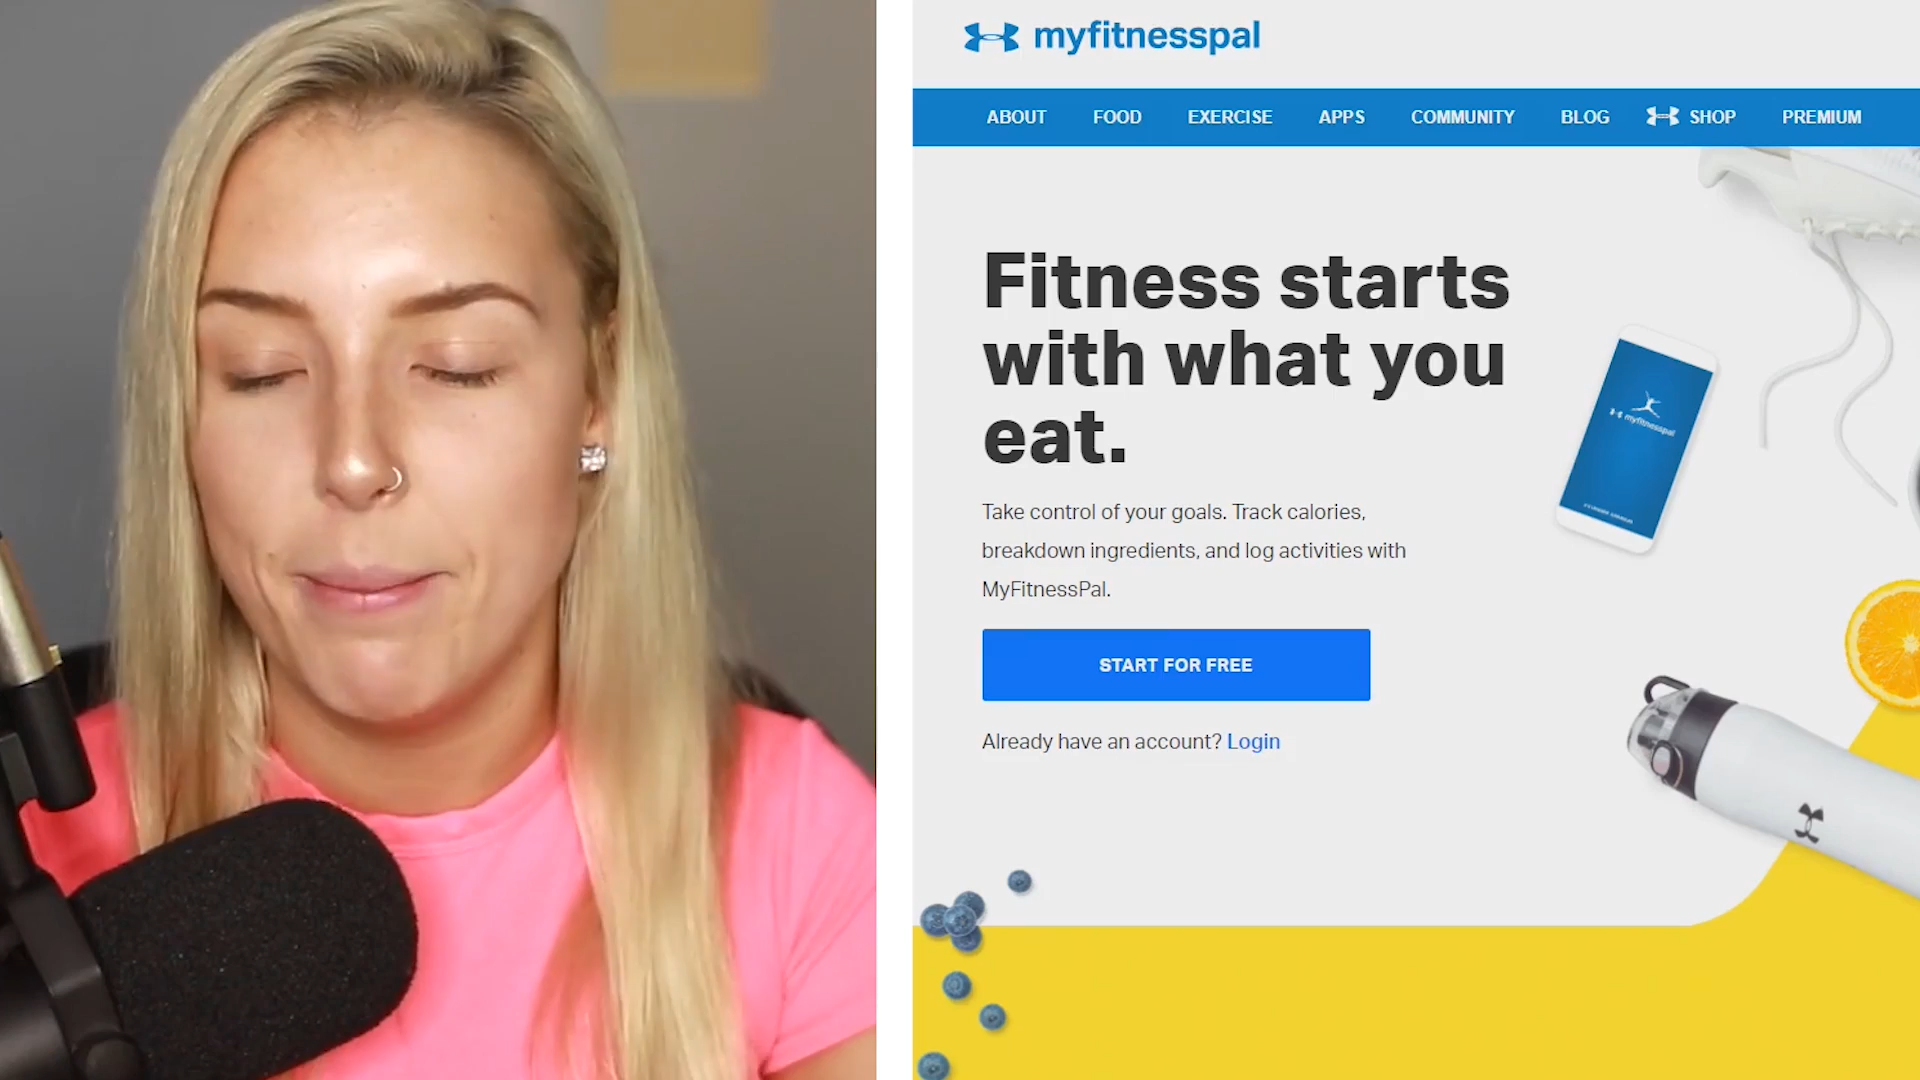 myfitnesspal
ABOUT FOOD EXERCISE APPS COMMUNITY BLOG SHOP PREMIUM
Fitness starts
with what you
eat.
myfitnesspal
Take control of your goals. Track calories,
breakdown ingredients, and log activities with
MyFitnessPal.
START FOR FREE
Already have an account? Login